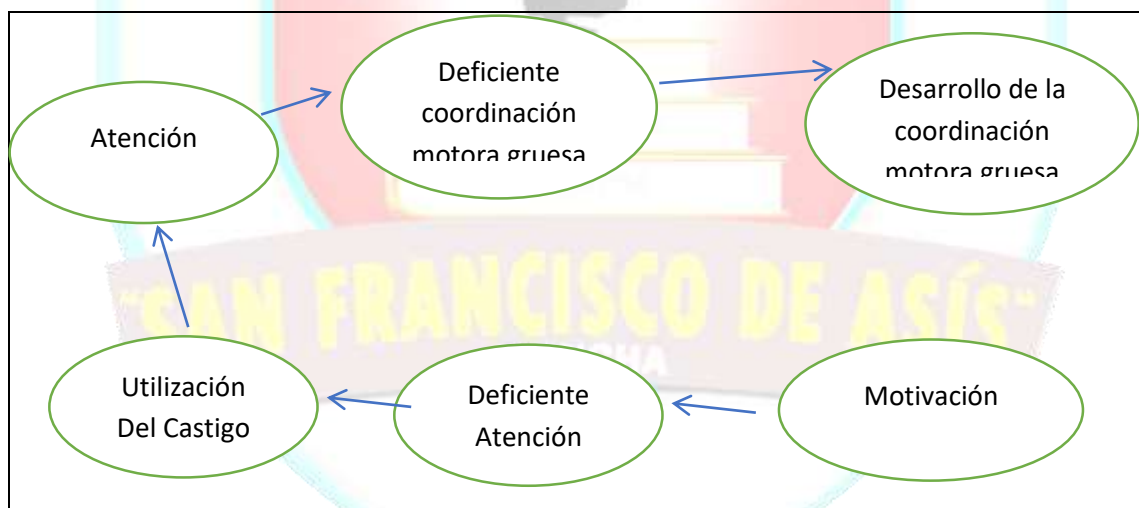 Deficiente
coordinación
motora gruesa
Desarrollo de la
coordinación
motora gruesa
Atención
"SAN FRANCISCO DE ASÍS"
Utilización
Del Castigo
Deficiente
Atención
Motivación